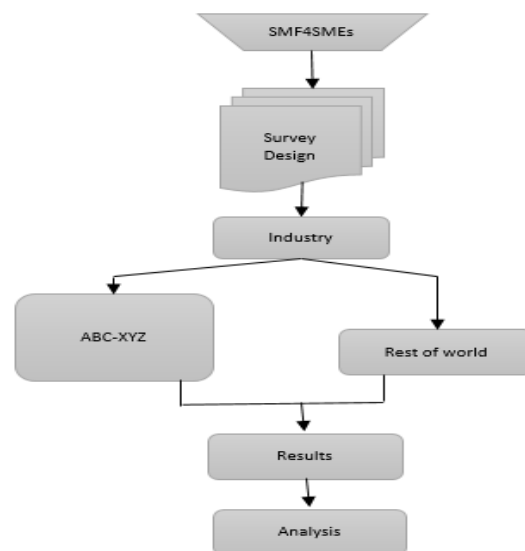 SMF4SMEs
Survey
Design
Industry
ABC-XYZ
Rest of world
Results
Analysis